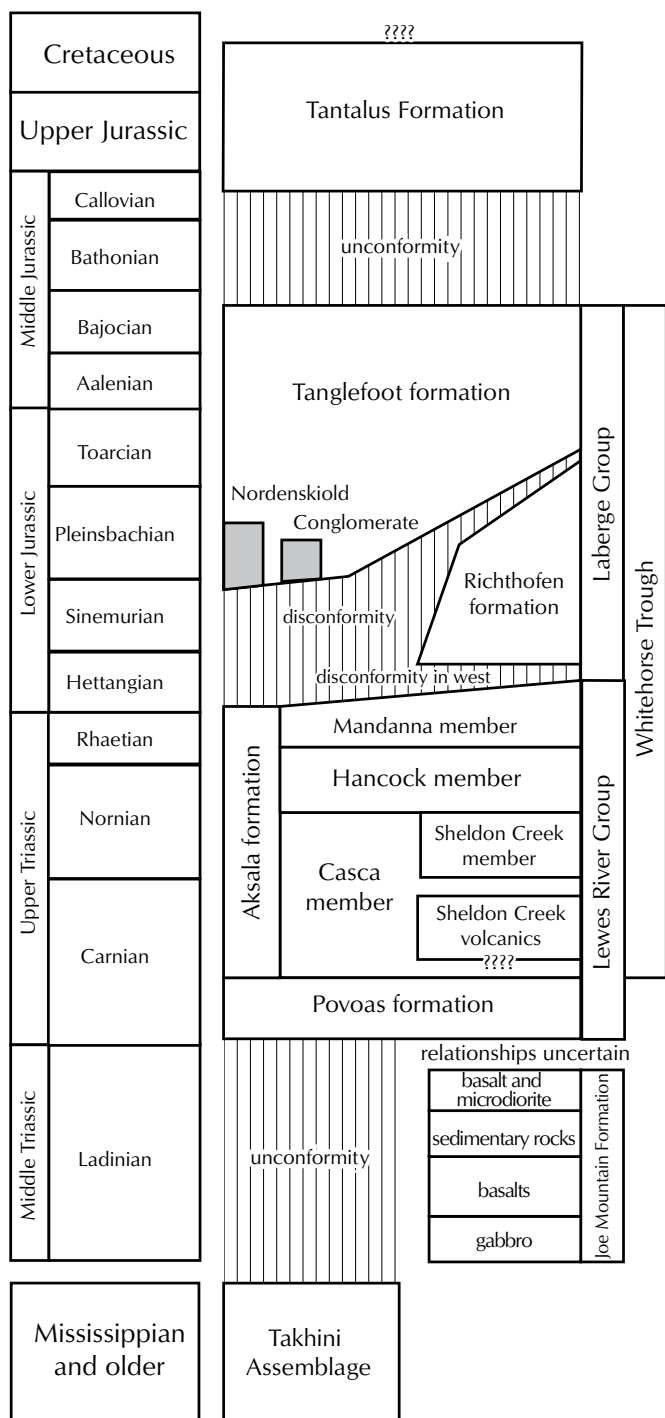 Cretaceous
Upper Jurassic
Middle Jurassic
Callovian
Bathonian
Bajocian
Aalenian
Lower Jurassic
Toarcian
Pleinsbachian
Sinemurian
Hettangian
Upper Triassic
Rhaetian
Nornian
Carnian
Middle Triassic
Ladinian
Mississippian
and older
????
Tantalus Formation
unconformity
Tanglefoot formation
Nordenskiold
Conglomerate
Richthofen
formation
disconformity
disconformity in west
Laberge Group
Whitehorse Trough
Aksala formation
Mandanna member
Hancock member
Casca
member
Sheldon Creek
member
Sheldon Creek
volcanics
????
Lewes River Group
Povoas formation
relationships uncertain
unconformity
basalt and
microdiorite
sedimentary rocks
basalts
gabbro
Joe Mountain Formation
Takhini
Assemblage